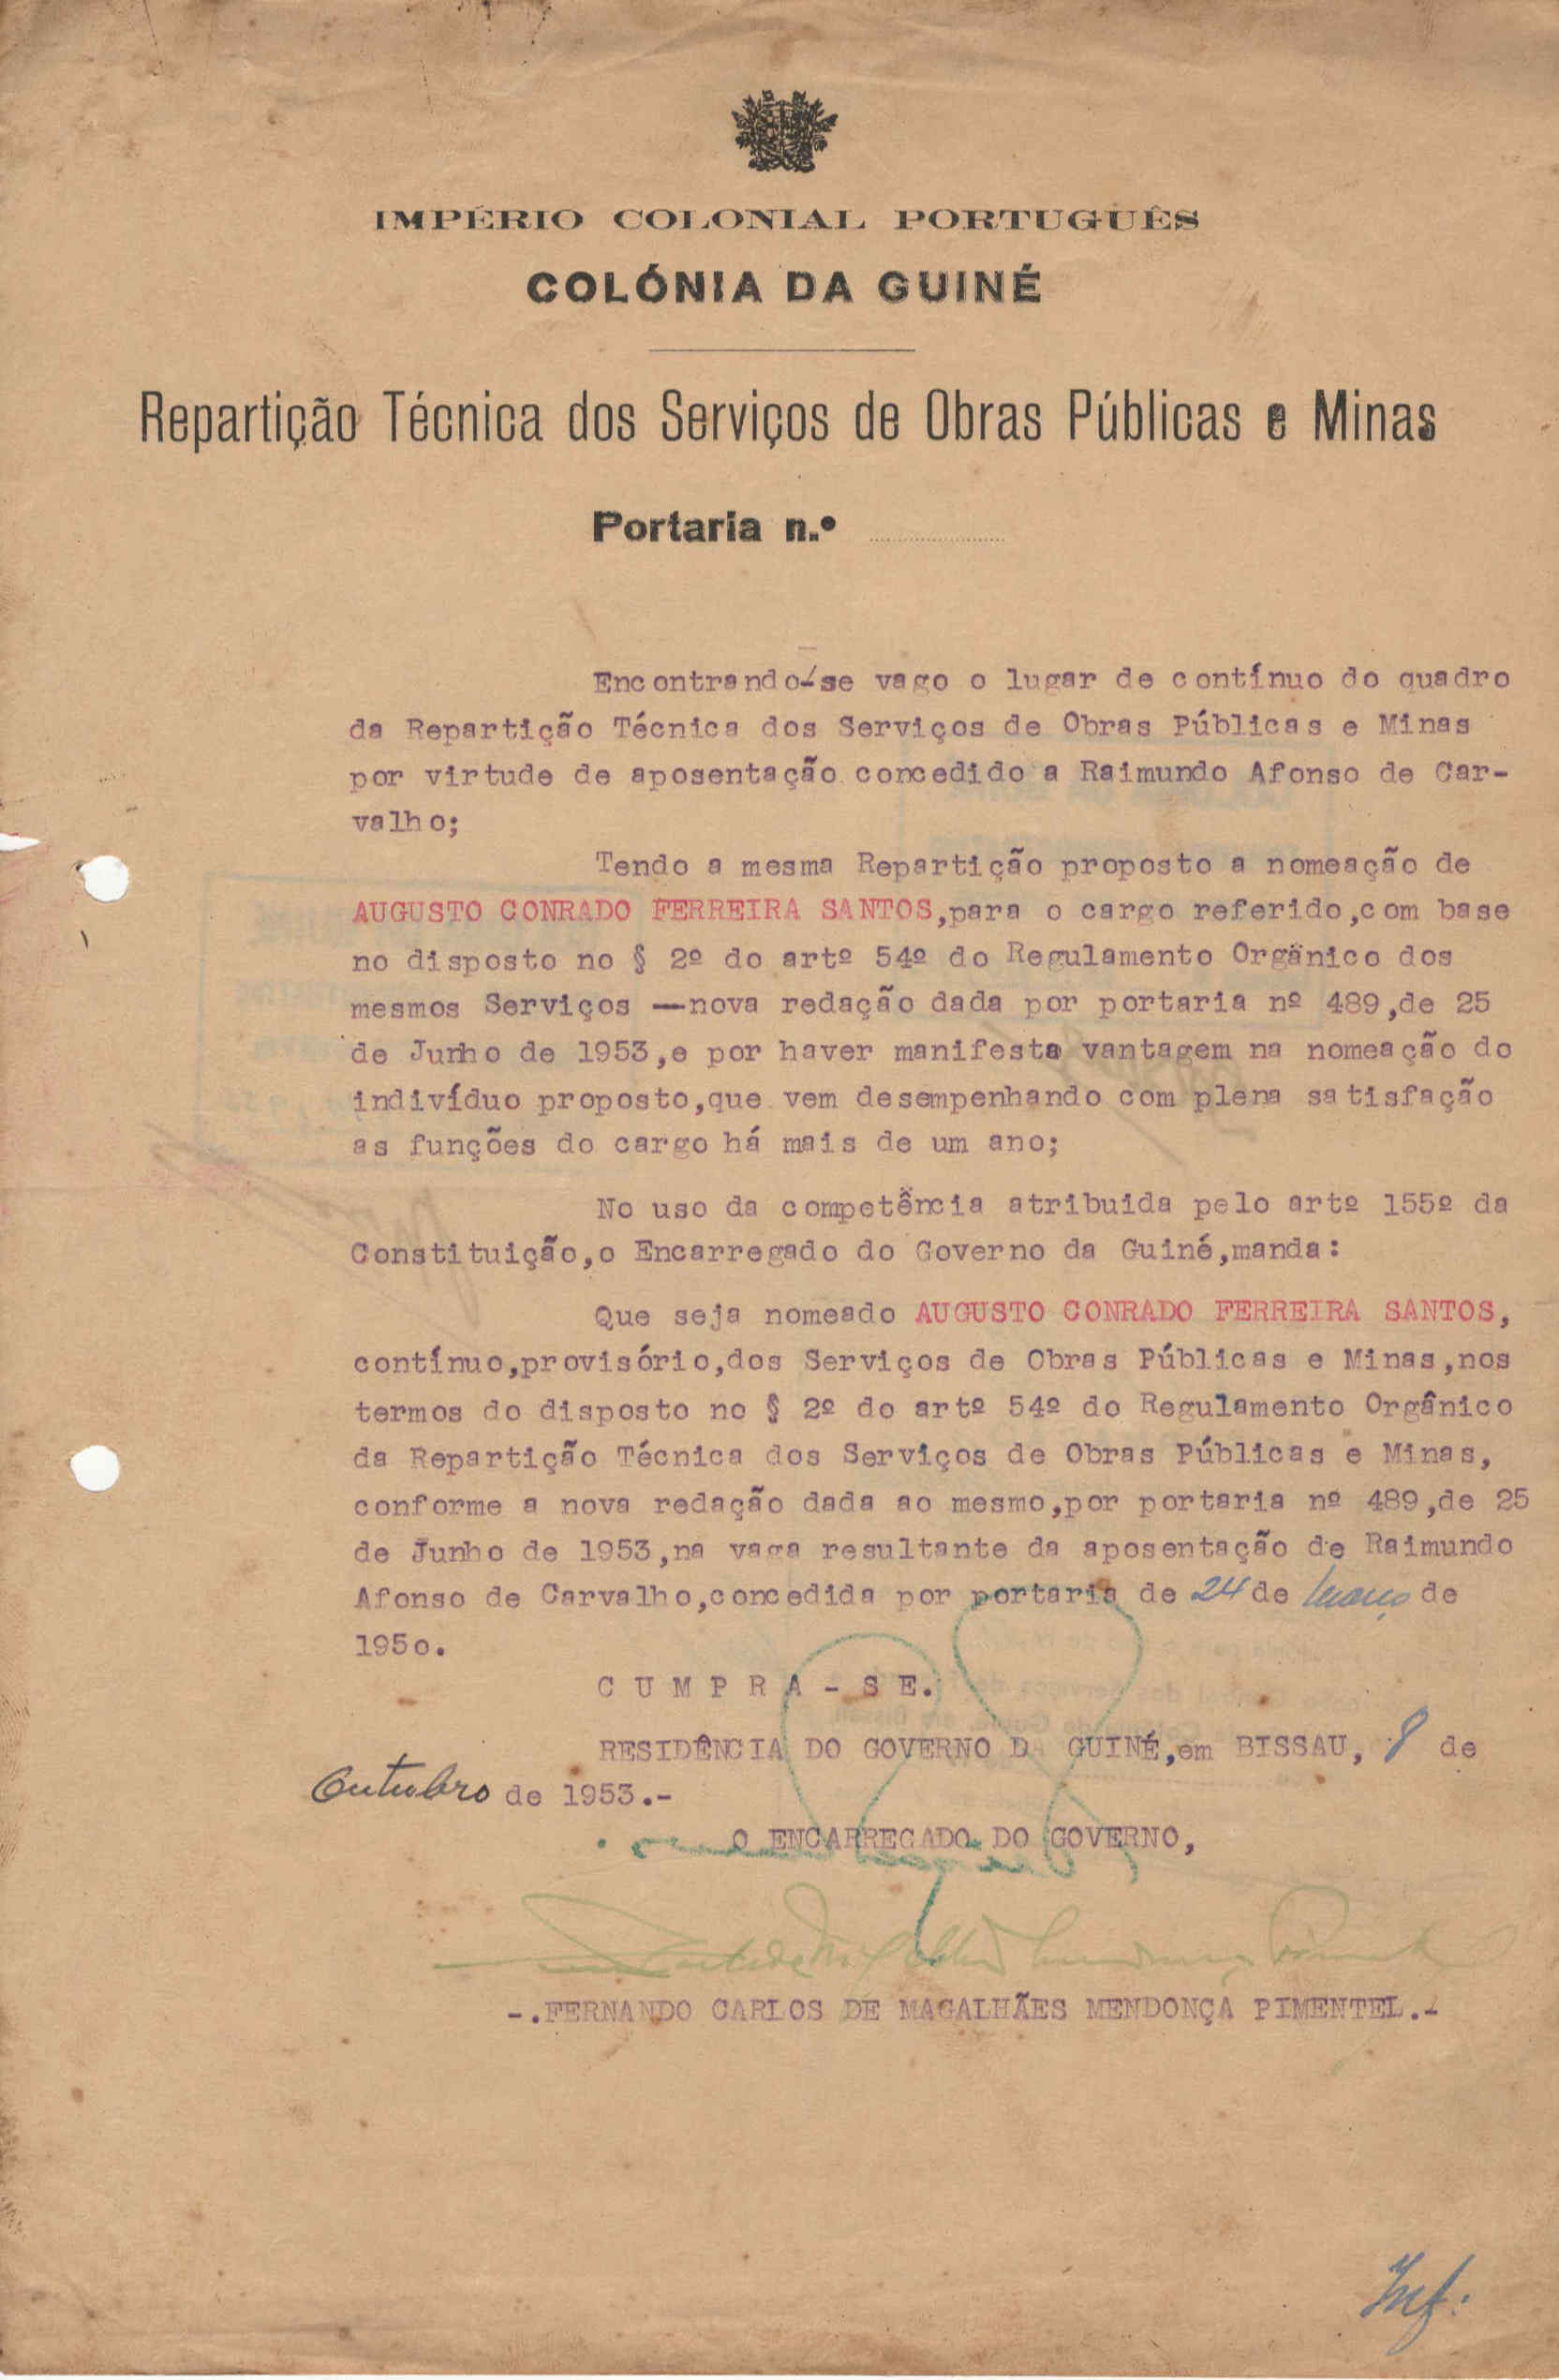 IMPÉRIO COLONIAL PORTUGUÊS
COLÓNIA DA GUINÉ
Repartição Técnica dos Serviços de Obras Públicas e Minas
Portaria n.º
Encontrando-se vago o lugar de contínuo do quadro
da Repartição Técnica dos Serviços de Obras Públicas e Minas
por virtude de aposentação concedido a Raimundo Afonso de Car-
valho;
Tendo a mesma Repartição proposto a nomeação de
AUGUSTO CONRADO FERREIRA SANTOS,para o cargo referido,com base
no disposto no § 2º do artº 54º do Regulamento Orgânico dos
mesmos Serviços —nova redação dada por portaria nº 489,de 25
de Junho de 1953,e por haver manifesta vantagem na nomeação do
indivíduo proposto,que vem desempenhando com plena satisfação
as funções do cargo há mais de um ano;
No uso da competência atribuida pelo artº 155º da
Constituição,o Encarregado do Governo da Guiné,manda:
Que seja nomeado AUGUSTO CONRADO FERREIRA SANTOS,
contínuo,provisório,dos Serviços de Obras Públicas e Minas,nos
termos do disposto no § 2º do artº 54º do Regulamento Orgânico
da Repartição Técnica dos Serviços de Obras Públicas e Minas,
conforme a nova redação dada ao mesmo,por portaria nº 489,de 25
de Junho de 1953,na vaga resultante da aposentação de Raimundo
Afonso de Carvalho,concedida por portaria de 24 de Março de
1950.
C U M P R A - S E.
RESIDÊNCIA DO GOVERNO DA GUINÉ,em BISSAU, 8 de
Outubro de 1953.-
O ENCARREGADO DO GOVERNO,
-.FERNANDO CARLOS DE MAGALHÃES MENDONÇA PIMENTEL.-
Inf: